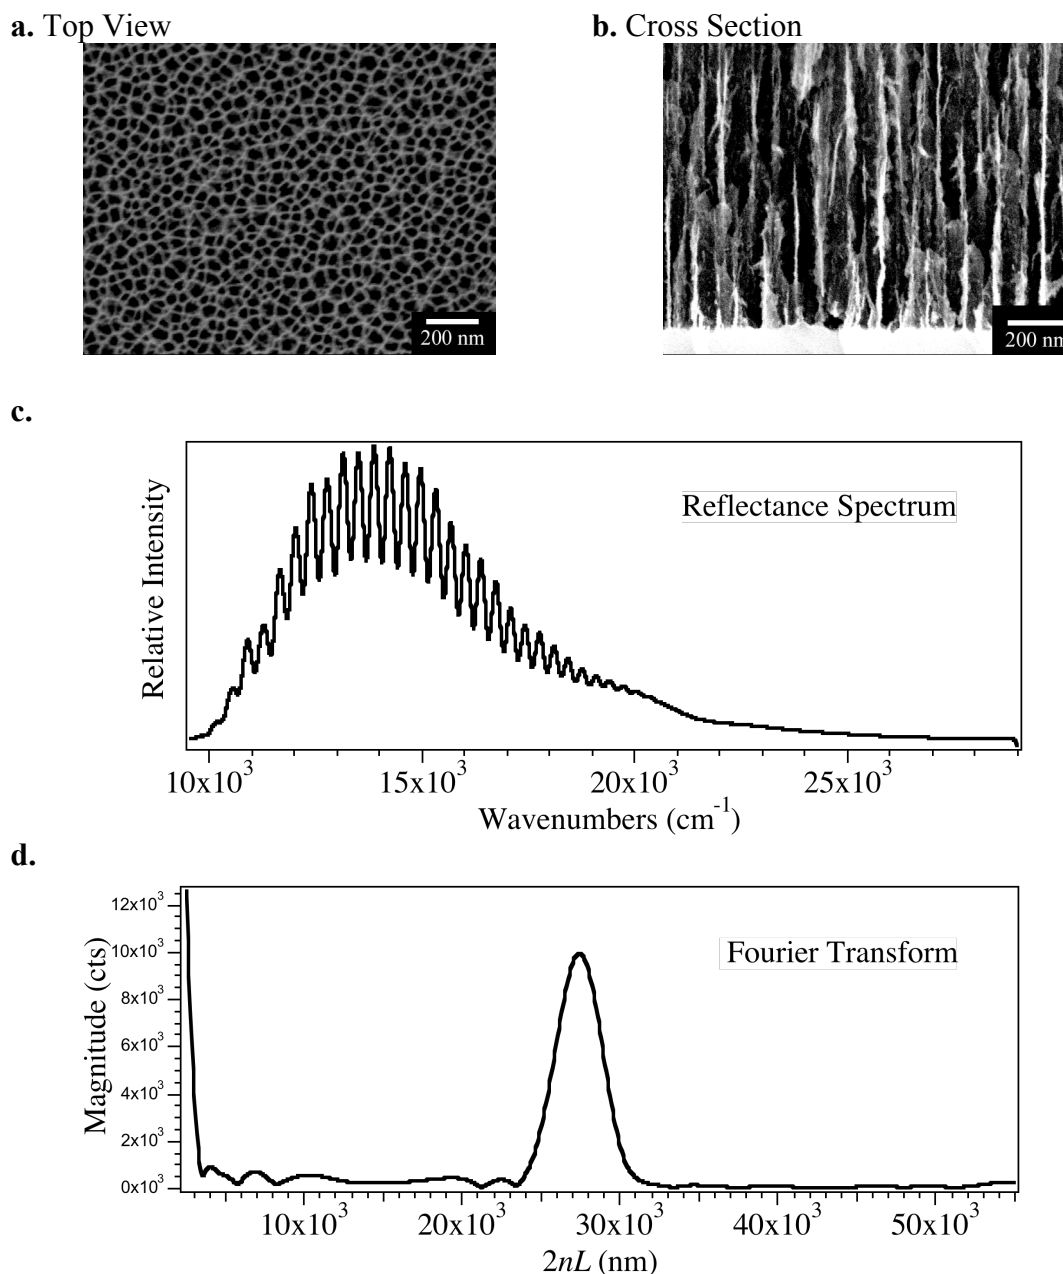 a. Top View
b. Cross Section
200 nm
200 nm
c.
Relative Intensity
Reflectance Spectrum
10x10³ 15x10³ 20x10³ 25x10³
Wavenumbers (cm⁻¹)
d.
Magnitude (cts)
12x10³
10x10³
8x10³
6x10³
4x10³
2x10³
0x10³
Fourier Transform
10x10³ 20x10³ 30x10³ 40x10³ 50x10³
2nL (nm)